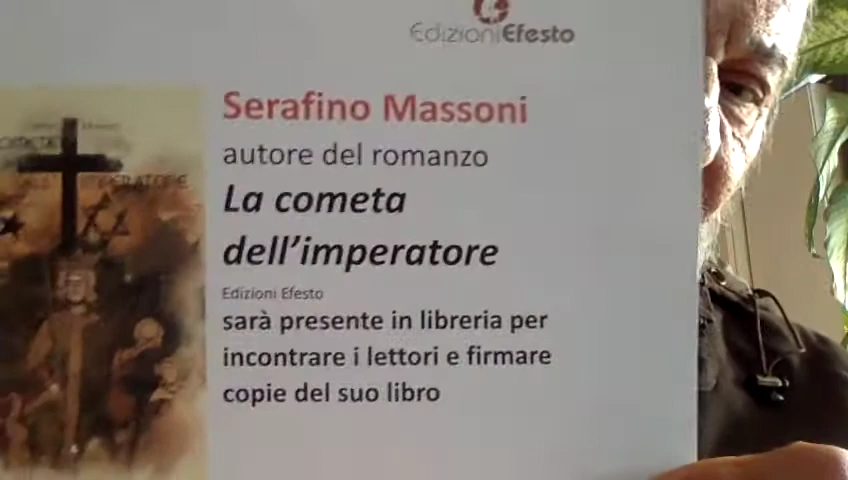 EdizioniEfesto
Serafino Massoni
autore del romanzo
La cometa
dell'imperatore
Edizioni Efesto
sarà presente in libreria per
incontrare i lettori e firmare
copie del suo libro